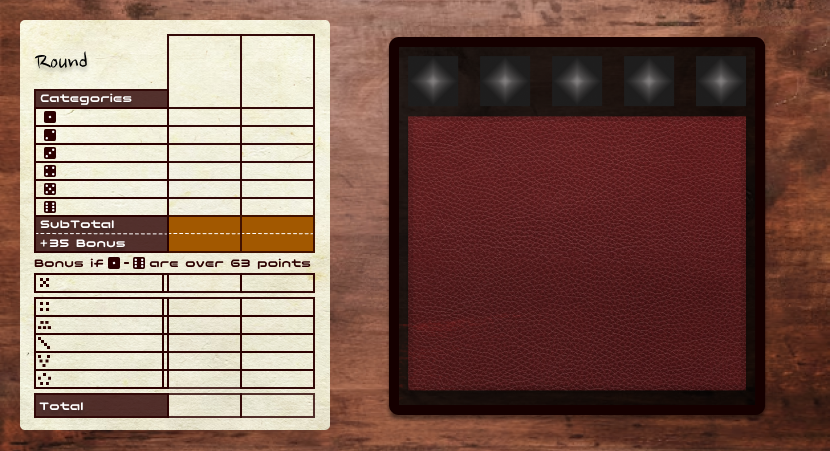 Round
Categories
SubTotal
+35 Bonus
Bonus if - are over 63 points
Total